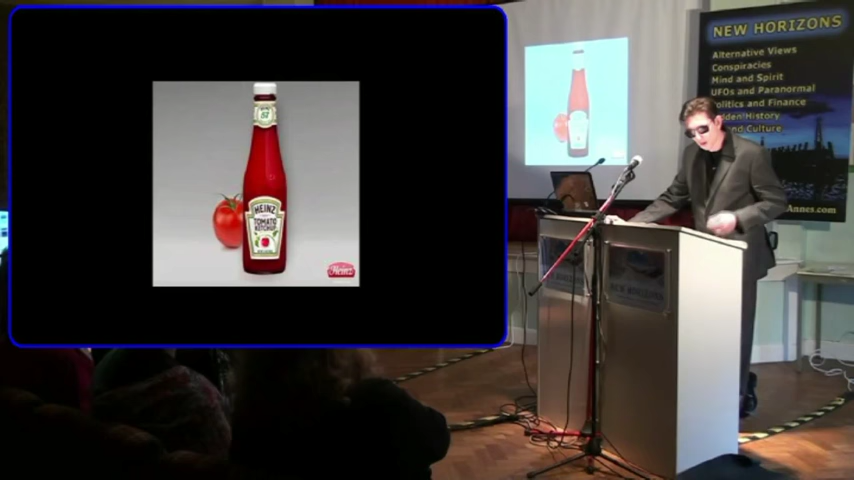 57
HEINZ
TOMATO
KETCHUP
Heinz
NEW HORIZONS
Alternative Views
Conspiracies
Mind and Spirit
UFOs and Paranormal
Politics and Finance
History
and Culture
Annes.com